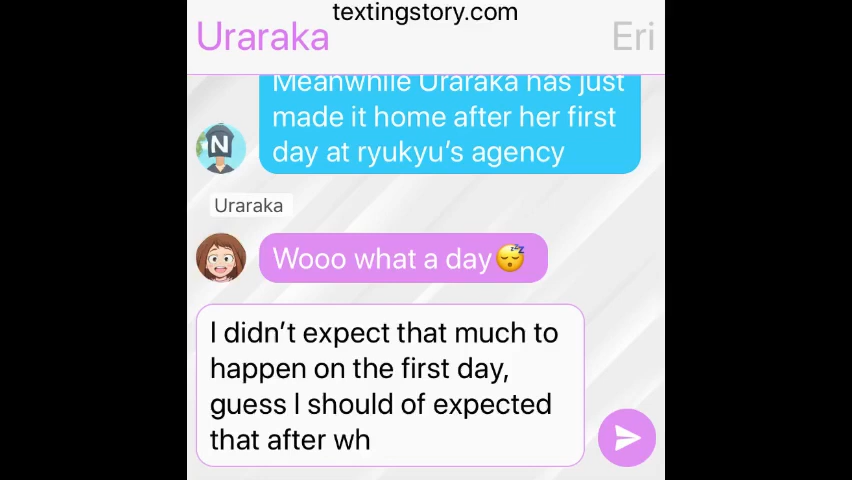 textingstory.com
Uraraka Eri
Meanwhile Uraraka has just
made it home after her first
day at ryukyu’s agency
N
Uraraka
Wooo what a day😴
I didn’t expect that much to
happen on the first day,
guess I should of expected
that after wh